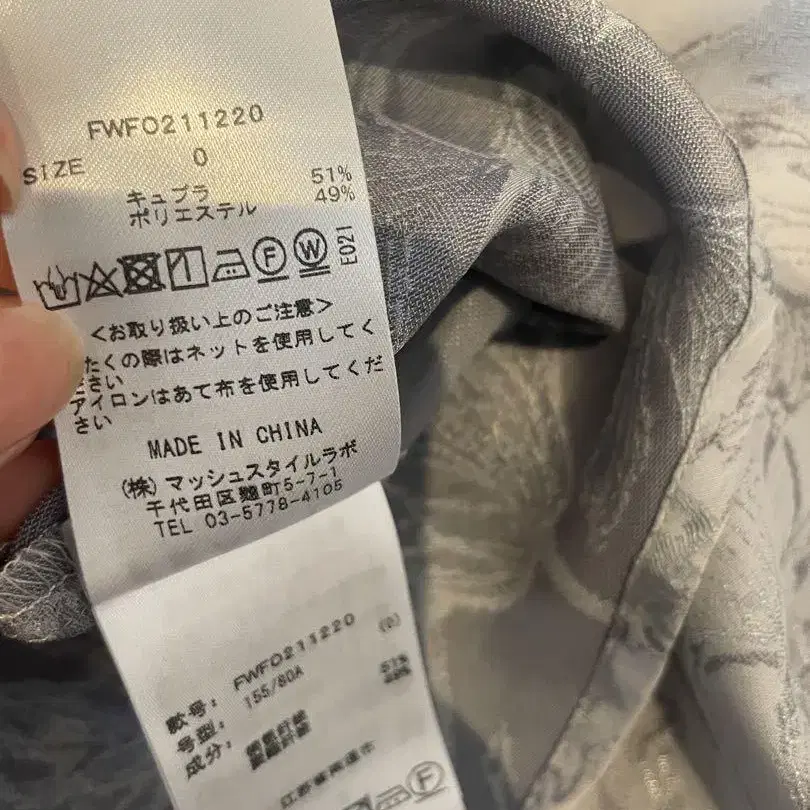 FWFO211220
SIZE 0
キュプラ 51%
ポリエステル 49%
F W E021
<お取り扱い上のご注意>
たくの際はネットを使用してく
ださい
アイロンはあて布を使用してくだ
さい
MADE IN CHINA
(株)マッシュスタイルラボ
千代田区麹町5-7-1
TEL 03-5778-4105
款号: FWFO211220 (0)
号型: 155/80A
成分: 51%
49%
F